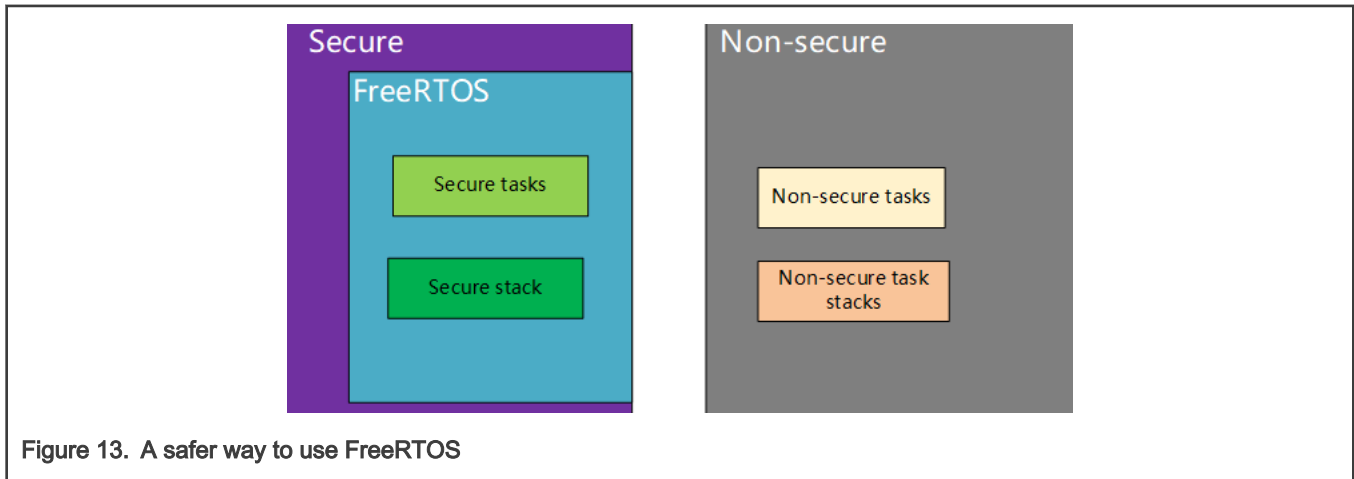 Secure
FreeRTOS
Secure tasks
Secure stack
Non-secure
Non-secure tasks
Non-secure task
stacks
Figure 13. A safer way to use FreeRTOS